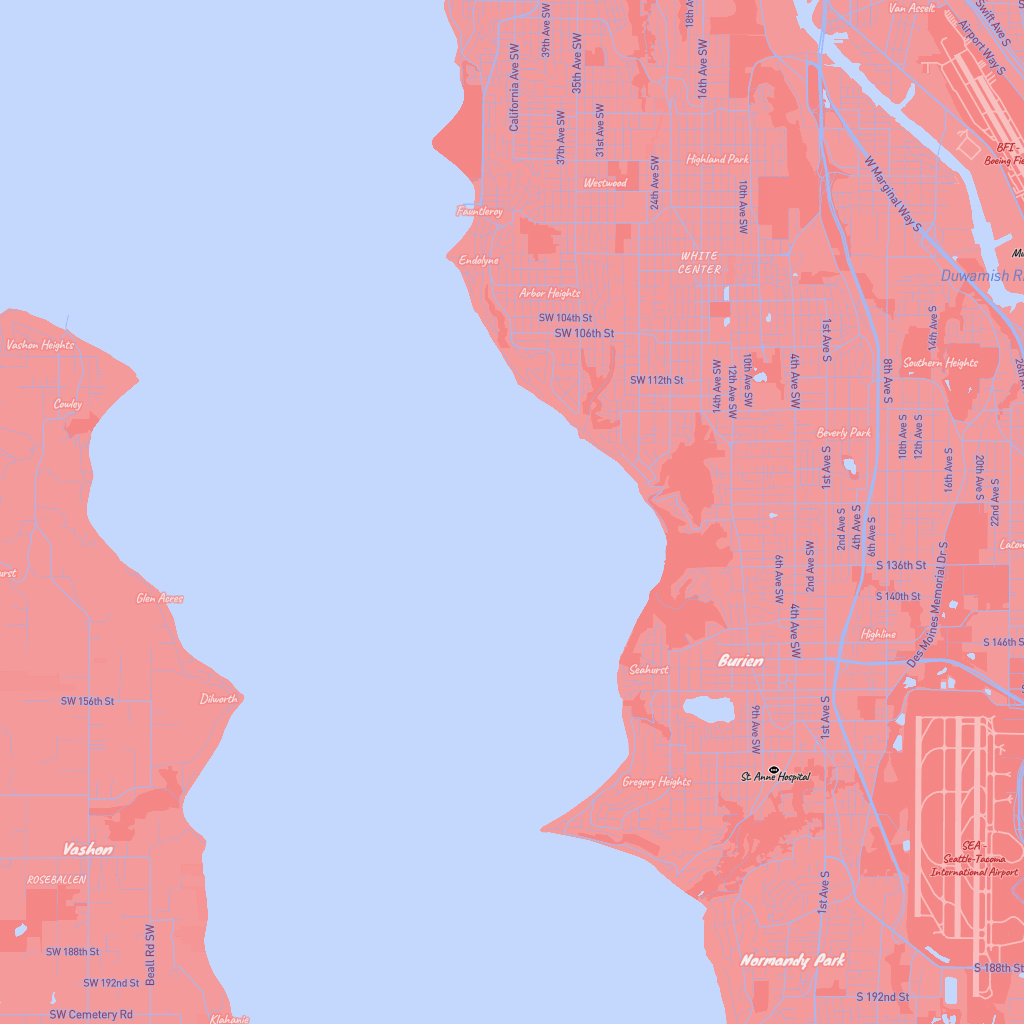 Van Asselt
Swift Ave S
Airport Way S
39th Ave SW
18th A
California Ave SW
35th Ave SW
16th Ave SW
37th Ave SW
31st Ave SW
BFI -
Boeing Fie
Highland Park
Westwood
24th Ave SW
10th Ave SW
W Marginal Way S
Fauntleroy
Endolyne
WHITE
CENTER
Mu
Duwamish Ri
Arbor Heights
SW 104th St
SW 106th St
1st Ave S
14th Ave S
Vashon Heights
SW 112th St
14th Ave SW
12th Ave SW
10th Ave SW
4th Ave SW
8th Ave S
Southern Heights
26th A
Cowley
Beverly Park
10th Ave S
12th Ave S
1st Ave S
16th Ave S
20th Ave S
22nd Ave S
2nd Ave S
4th Ave S
6th Ave S
Laton
urst
6th Ave SW
2nd Ave SW
S 136th St
Glen Acres
S 140th St
4th Ave SW
Highline
Des Moines Memorial Dr S
S 146th S
Seahurst
Burien
Dilworth
SW 156th St
9th Ave SW
1st Ave S
Gregory Heights
St. Anne Hospital
Vashon
SEA -
Seattle-Tacoma
International Airport
ROSEBALLEN
1st Ave S
SW 188th St
Beall Rd SW
Normandy Park
S 188th St
SW 192nd St
S 192nd St
SW Cemetery Rd
Klahanie